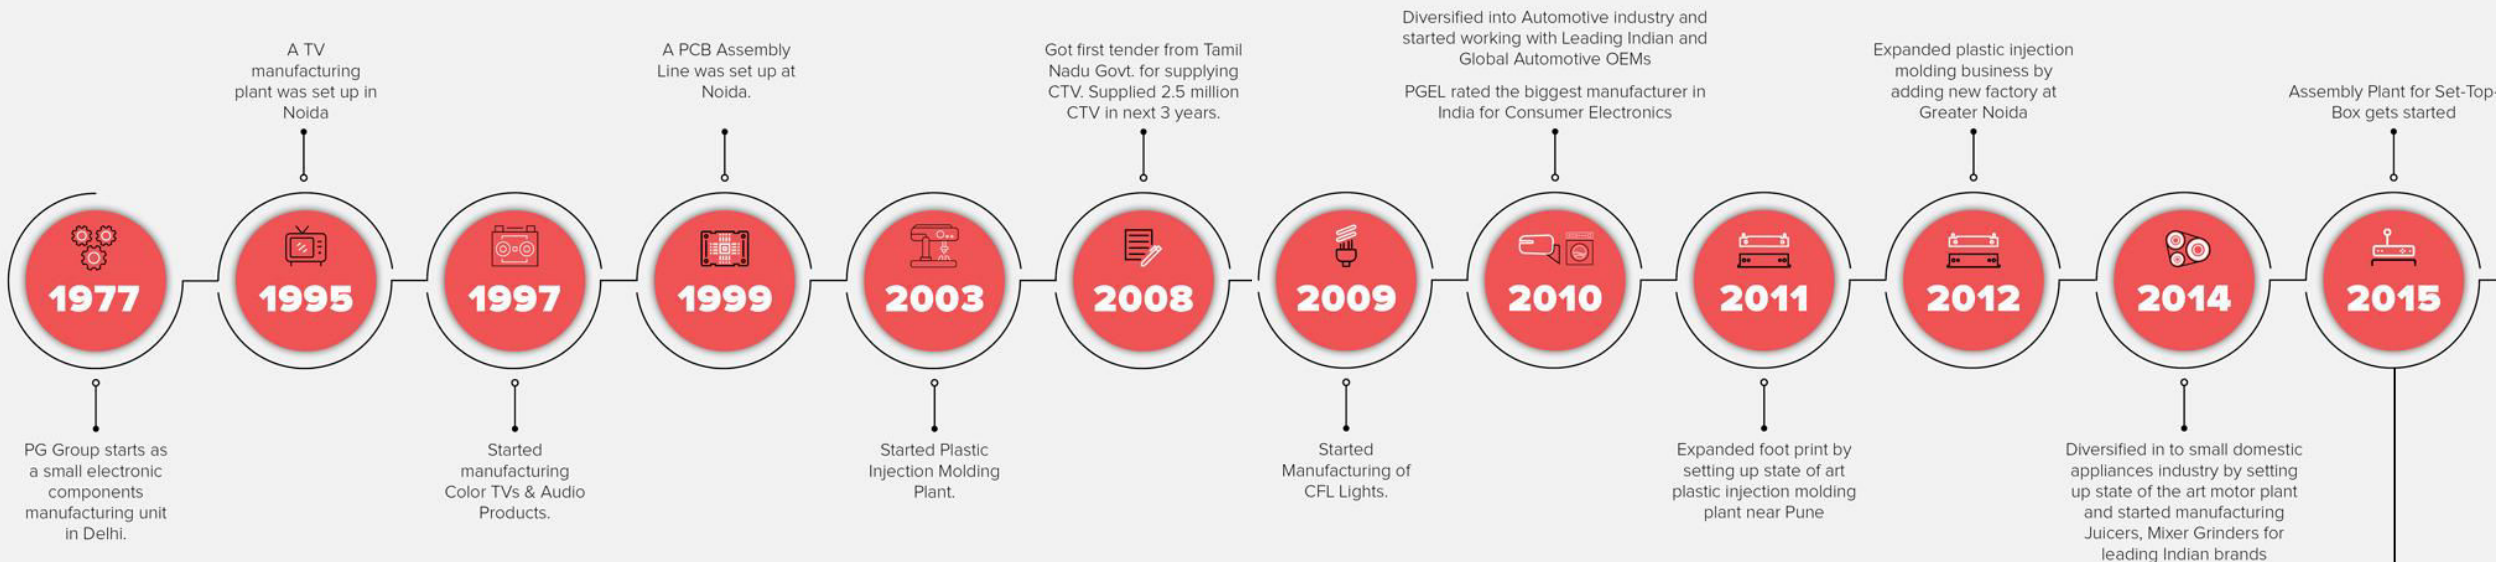 1977
PG Group starts as
a small electronic
components
manufacturing unit
in Delhi.
A TV
manufacturing
plant was set up in
Noida
1995
1997
Started
manufacturing
Color TVs & Audio
Products.
A PCB Assembly
Line was set up at
Noida.
1999
2003
Started Plastic
Injection Molding
Plant.
Got first tender from Tamil
Nadu Govt. for supplying
CTV. Supplied 2.5 million
CTV in next 3 years.
2008
2009
Started
Manufacturing of
CFL Lights.
Diversified into Automotive industry and
started working with Leading Indian and
Global Automotive OEMs
PGEL rated the biggest manufacturer in
India for Consumer Electronics
2010
2011
Expanded foot print by
setting up state of art
plastic injection molding
plant near Pune
Expanded plastic injection
molding business by
adding new factory at
Greater Noida
2012
2014
Diversified in to small domestic
appliances industry by setting
up state of the art motor plant
and started manufacturing
Juicers, Mixer Grinders for
leading Indian brands
Assembly Plant for Set-Top-
Box gets started
2015